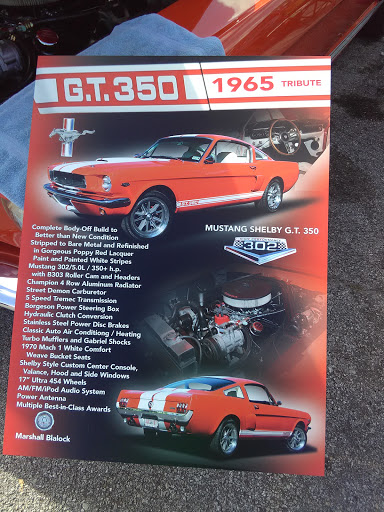 G.T. 350
1965 TRIBUTE
Complete Body-Off Build to
Better than New Condition
Stripped to Bare Metal and Refinished
in Gorgeous Poppy Red Lacquer
Paint and Painted White Stripes
Mustang 302/5.0L / 350+ h.p.
with B303 Roller Cam and Headers
Champion 4 Row Aluminum Radiator
Street Demon Carburetor
5 Speed Tremec Transmission
Borgeson Power Steering Box
Hydraulic Clutch Conversion
Stainless Steel Power Disc Brakes
Classic Auto Air Conditiong / Heating
Turbo Mufflers and Gabriel Shocks
1970 Mach 1 White Comfort
Weave Bucket Seats
Shelby Style Custom Center Console,
Valance, Hood and Side Windows
17" Ultra 454 Wheels
AM/FM/iPod Audio System
Power Antenna
Multiple Best-in-Class Awards
Marshall Blalock
MUSTANG SHELBY G.T. 350
302